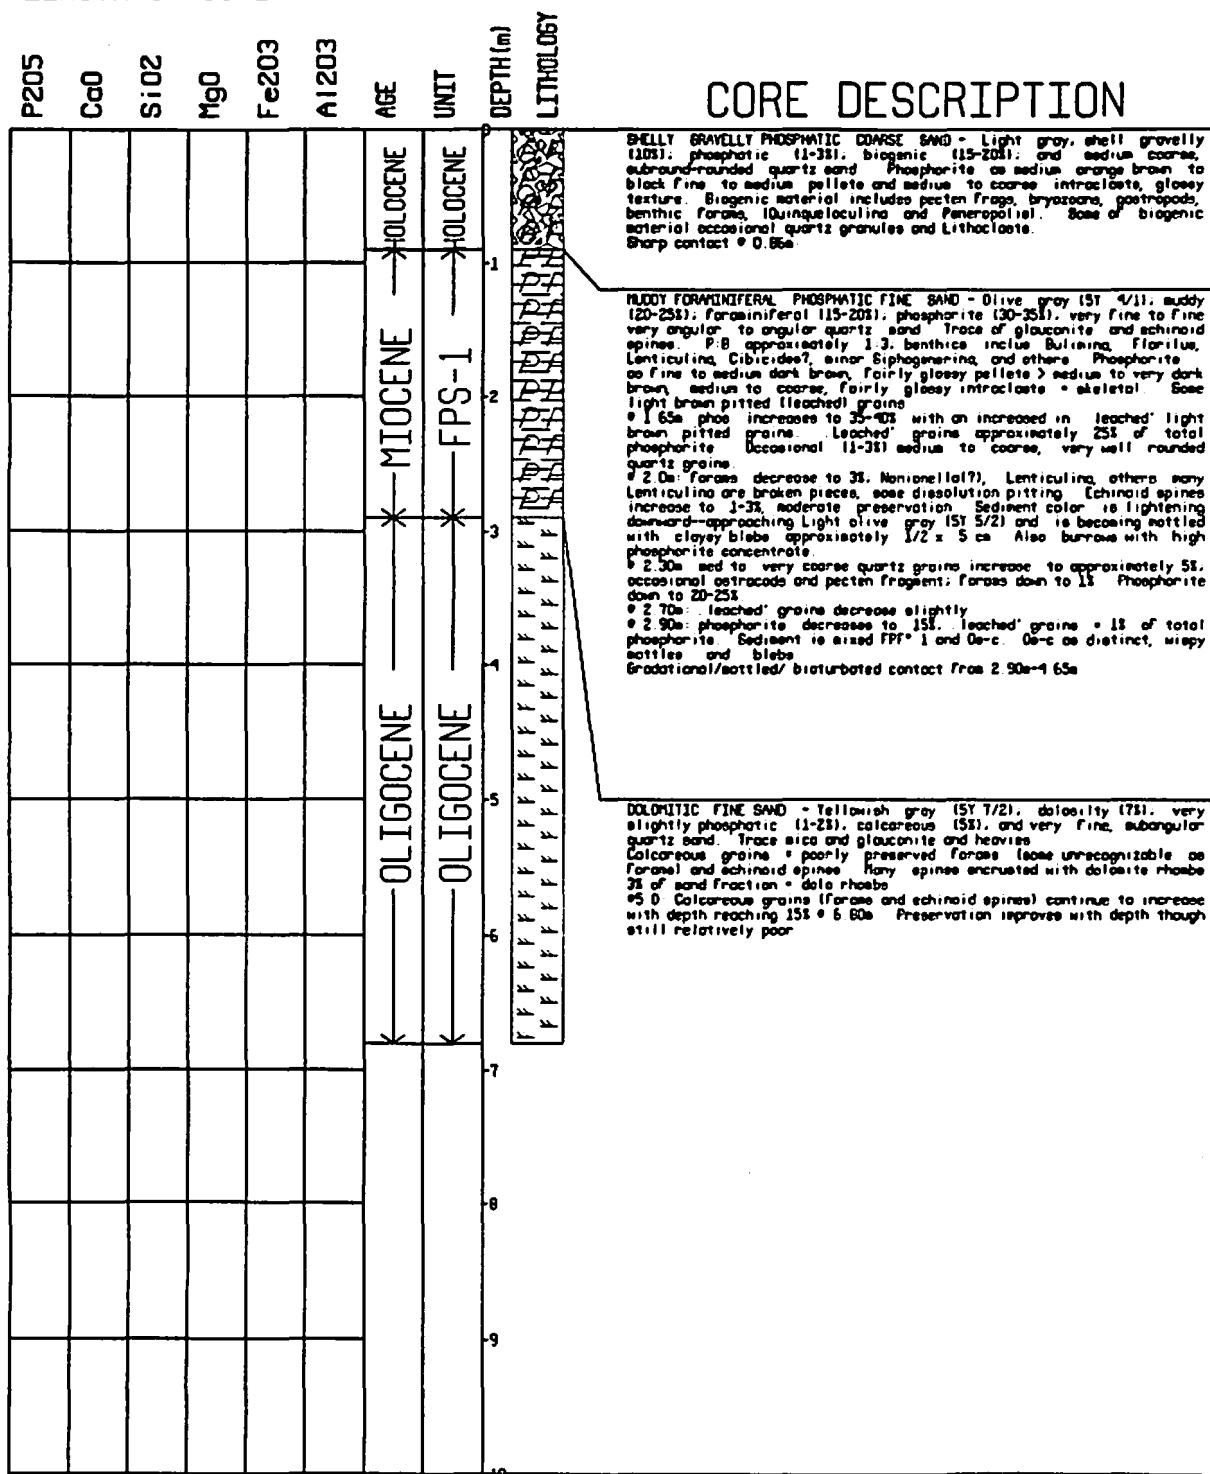 P2O5 CaO SiO2 MgO Fe2O3 Al2O3 AGE UNIT DEPTH(m) LITHOLOGY
CORE DESCRIPTION
0
HOLOCENE HOLOCENE
SHELLY GRAVELLY PHOSPHATIC COARSE SAND - Light gray, shell gravelly
(10%); phosphatic (1-3%); biogenic (15-20%); and medium coarse,
subround-rounded quartz sand Phosphorite as medium orange brown to
black fine to medium pellets and medium to coarse intraclasts, glossy
texture. Biogenic material includes pecten frags, bryozoans, gastropods,
benthic forams, (Quinqueloculina and Peneropolis). Some of biogenic
material occasional quartz granules and Lithoclasts.
Sharp contact @ 0.86m
-1
MIOCENE FPS-1
MUDDY FORAMINIFERAL PHOSPHATIC FINE SAND - Olive gray (5Y 4/1); muddy
(20-25%); foraminiferal (15-20%); phosphorite (30-35%), very fine to fine
very angular to angular quartz sand Trace of glauconite and echinoid
spines. P:B approximately 1:3. benthics inclus Bulimina, Florilus,
Lenticulina, Cibicides?, minor Siphogenerina, and others Phosphorite
as fine to medium dark brown, fairly glossy pellets > medium to very dark
brown, medium to coarse, fairly glossy intraclasts + skeletal Some
light brown pitted (leached) grains
@ 1.65m phos increases to 35-40% with an increased in leached' light
brown pitted grains. leached' grains approximately 25% of total
phosphorite Occasional (1-3%) medium to coarse, very well rounded
quartz grains.
-2
@ 2.0m: forams decrease to 3%, Nonionella(?), Lenticulina, others many
Lenticulina are broken pieces, some dissolution pitting Echinoid spines
increase to 1-3%, moderate preservation Sediment color is lightening
downward--approaching Light olive gray (5Y 5/2) and is becoming mottled
with clayey blebs approximately 1/2 x 5 cm Also burrows with high
phosphorite concentrate.
@ 2.30m med to very coarse quartz grains increase to approximately 5%,
occasional ostracods and pecten fragment; forams down to 1% Phosphorite
down to 20-25%
@ 2.70m: leached' grains decrease slightly
@ 2.90m: phosphorite decreases to 15%. leached' grains = 1% of total
phosphorite. Sediment is mixed FPF* 1 and Oe-c. Oe-c as distinct, wispy
mottles and blebs
Gradational/mottled/ bioturbated contact from 2.90m-4 65m
-3
-4
OLIGOCENE OLIGOCENE
-5
DOLOMITIC FINE SAND - Yellowish gray (5Y 7/2), dolosilty (7%), very
slightly phosphatic (1-2%), calcareous (5%), and very fine, subangular
quartz sand. Trace mica and glauconite and heavies
Calcareous grains = poorly preserved forams (some unrecognizable as
forams) and echinoid spines Many spines encrusted with dolomite rhombs
3% of sand fraction = dolo rhombs
@5 0 Calcareous grains (forams and echinoid spines) continue to increase
with depth reaching 15% @ 6.80m Preservation improves with depth though
still relatively poor
-6
-7
-8
-9